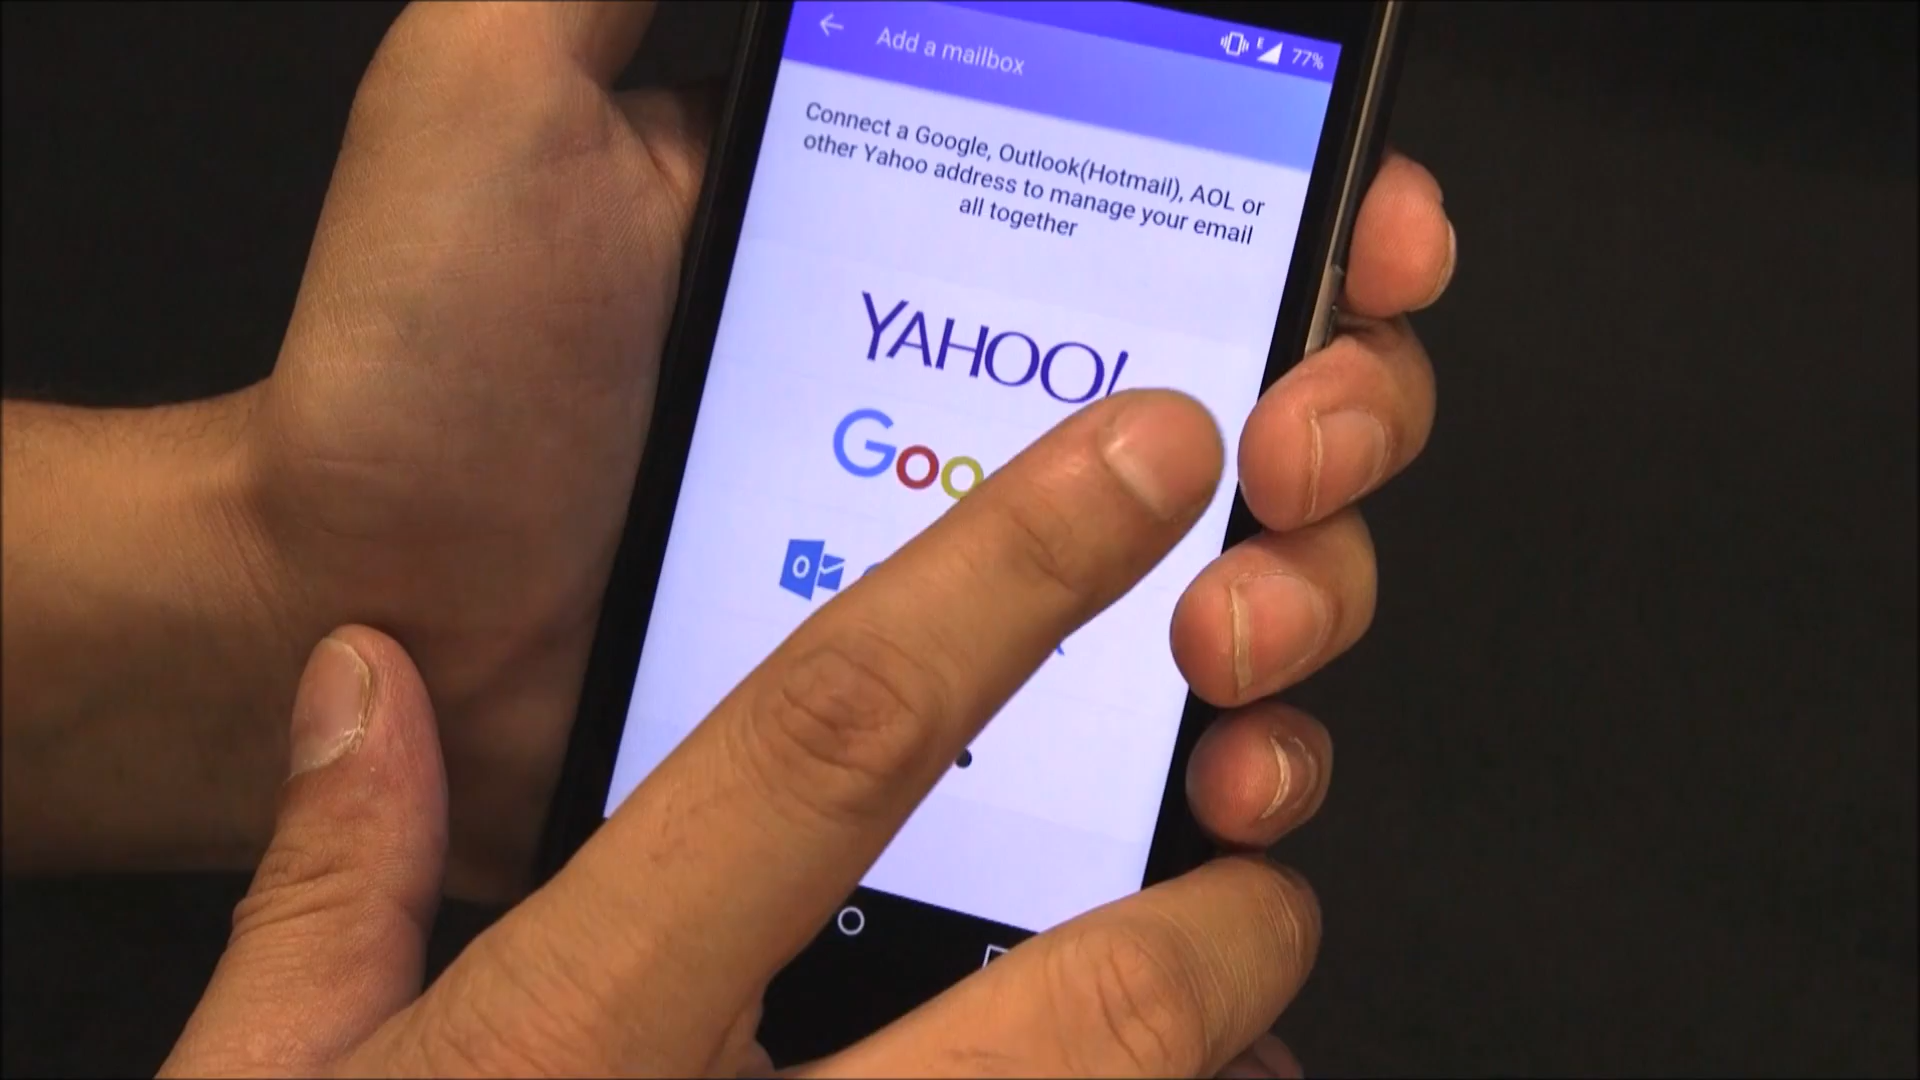 Add a mailbox
E 77%
Connect a Google, Outlook(Hotmail), AOL or
other Yahoo address to manage your email
all together
YAHOO!